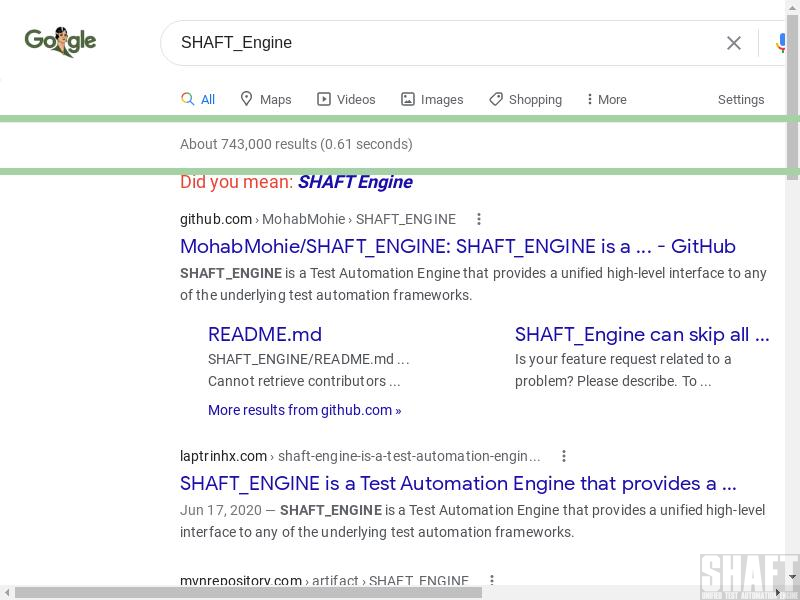 Google
SHAFT_Engine
All Maps Videos Images Shopping More Settings
About 743,000 results (0.61 seconds)
Did you mean: SHAFT Engine
github.com › MohabMohie › SHAFT_ENGINE
MohabMohie/SHAFT_ENGINE: SHAFT_ENGINE is a ... - GitHub
SHAFT_ENGINE is a Test Automation Engine that provides a unified high-level interface to any
of the underlying test automation frameworks.
README.md
SHAFT_ENGINE/README.md ...
Cannot retrieve contributors ...
SHAFT_Engine can skip all ...
Is your feature request related to a
problem? Please describe. To ...
More results from github.com »
laptrinhx.com › shaft-engine-is-a-test-automation-engin...
SHAFT_ENGINE is a Test Automation Engine that provides a ...
Jun 17, 2020 — SHAFT_ENGINE is a Test Automation Engine that provides a unified high-level
interface to any of the underlying test automation frameworks.
mvnrepository.com › artifact › SHAFT_ENGINE
SHAFT
UNIFIED TEST AUTOMATION ENGINE